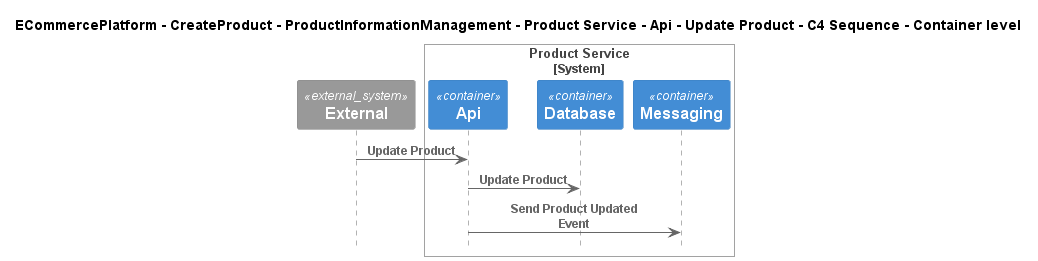 ECommercePlatform - CreateProduct - ProductInformationManagement - Product Service - Api - Update Product - C4 Sequence - Container level
Product Service
[System]
«external_system»
External
«container»
Api
«container»
Database
«container»
Messaging
Update Product
Update Product
Send Product Updated
Event